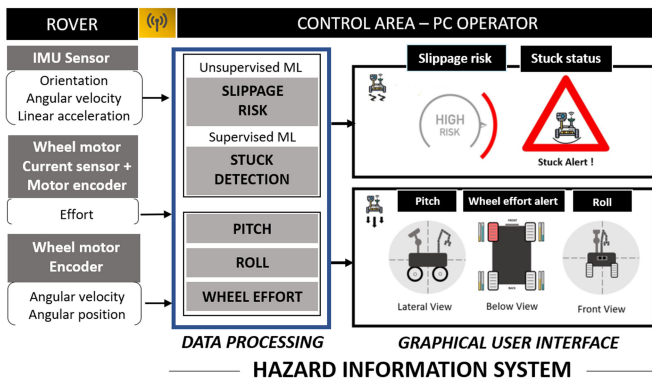 ROVER
CONTROL AREA – PC OPERATOR
IMU Sensor
Orientation
Angular velocity
Linear acceleration
Wheel motor
Current sensor +
Motor encoder
Effort
Wheel motor
Encoder
Angular velocity
Angular position
Unsupervised ML
SLIPPAGE
RISK
Supervised ML
STUCK
DETECTION
PITCH
ROLL
WHEEL EFFORT
DATA PROCESSING
Slippage risk
Stuck status
HIGH
RISK
Stuck Alert !
Pitch
Wheel effort alert
Roll
FRONT
BACK
Lateral View
Below View
Front View
GRAPHICAL USER INTERFACE
HAZARD INFORMATION SYSTEM